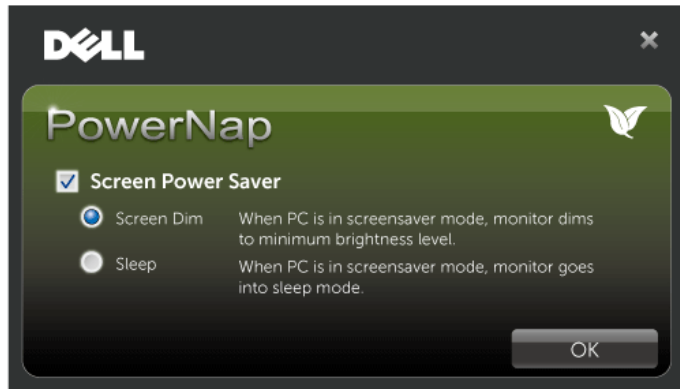 DELL
PowerNap
Screen Power Saver
Screen Dim When PC is in screensaver mode, monitor dims
to minimum brightness level.
Sleep When PC is in screensaver mode, monitor goes
into sleep mode.
OK